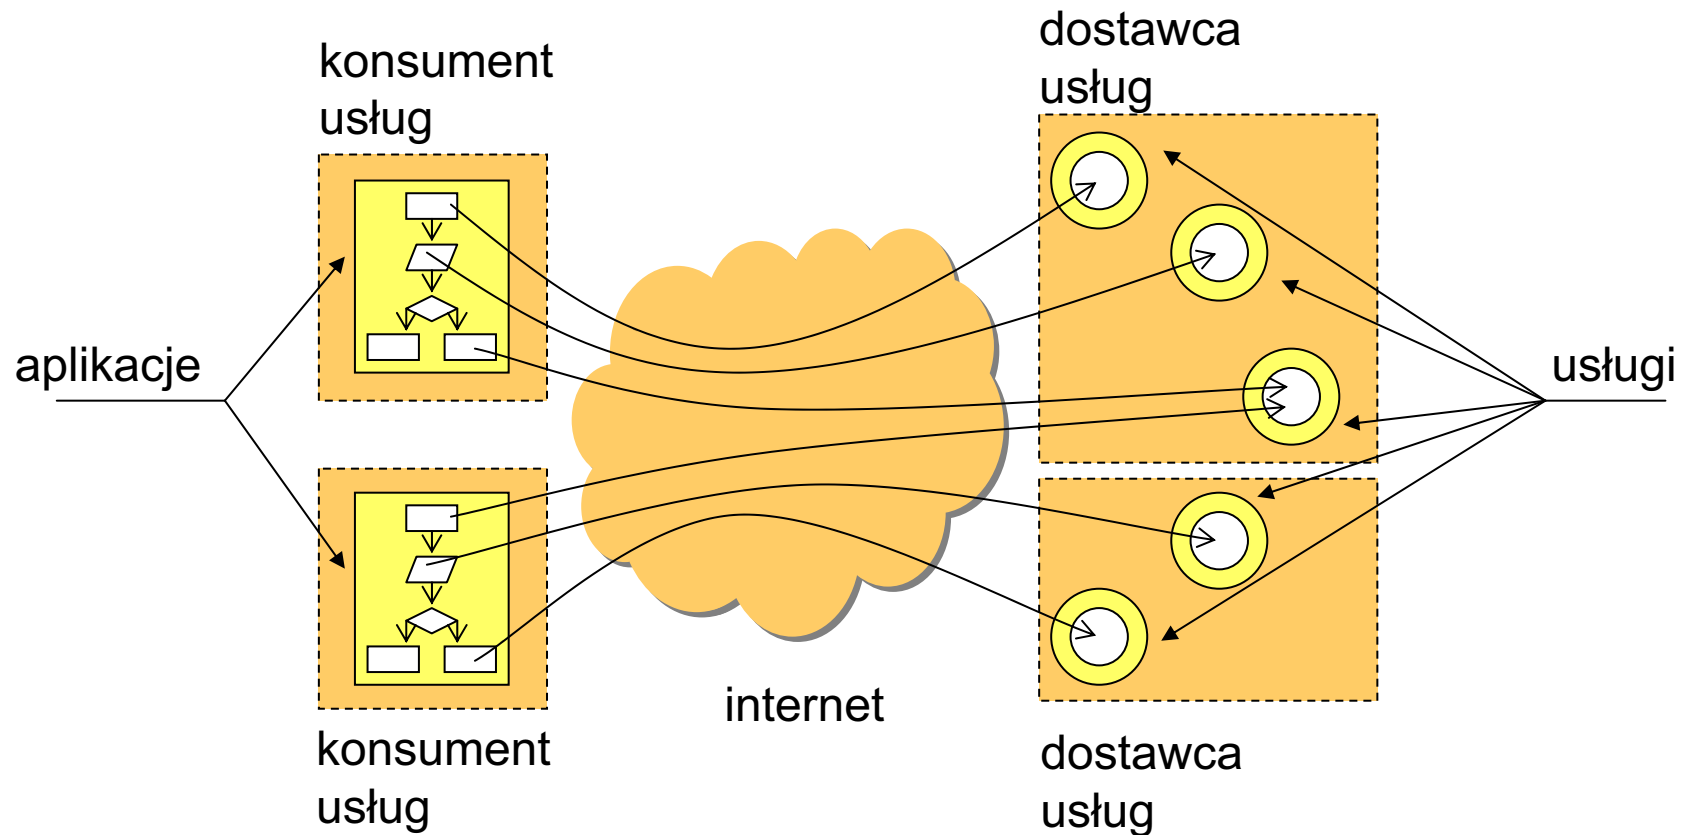 dostawca
usług
konsument
usług
aplikacje
usługi
internet
konsument
usług
dostawca
usług